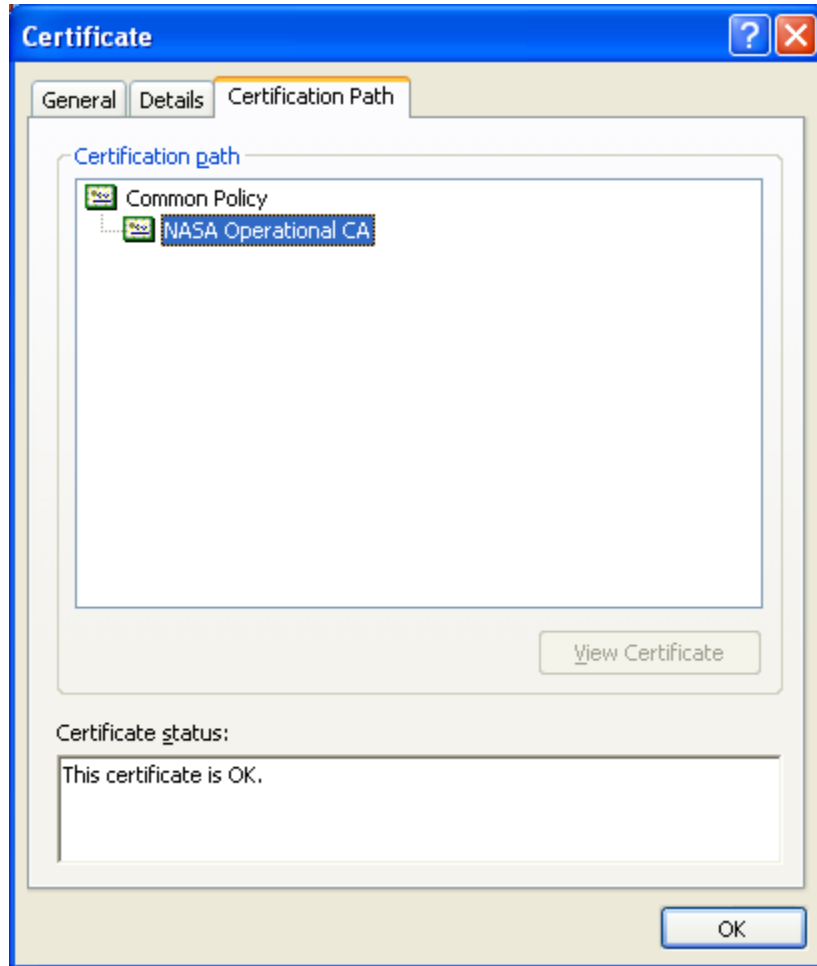 Certificate
General Details Certification Path
Certification path
Common Policy
NASA Operational CA
View Certificate
Certificate status:
This certificate is OK.
OK